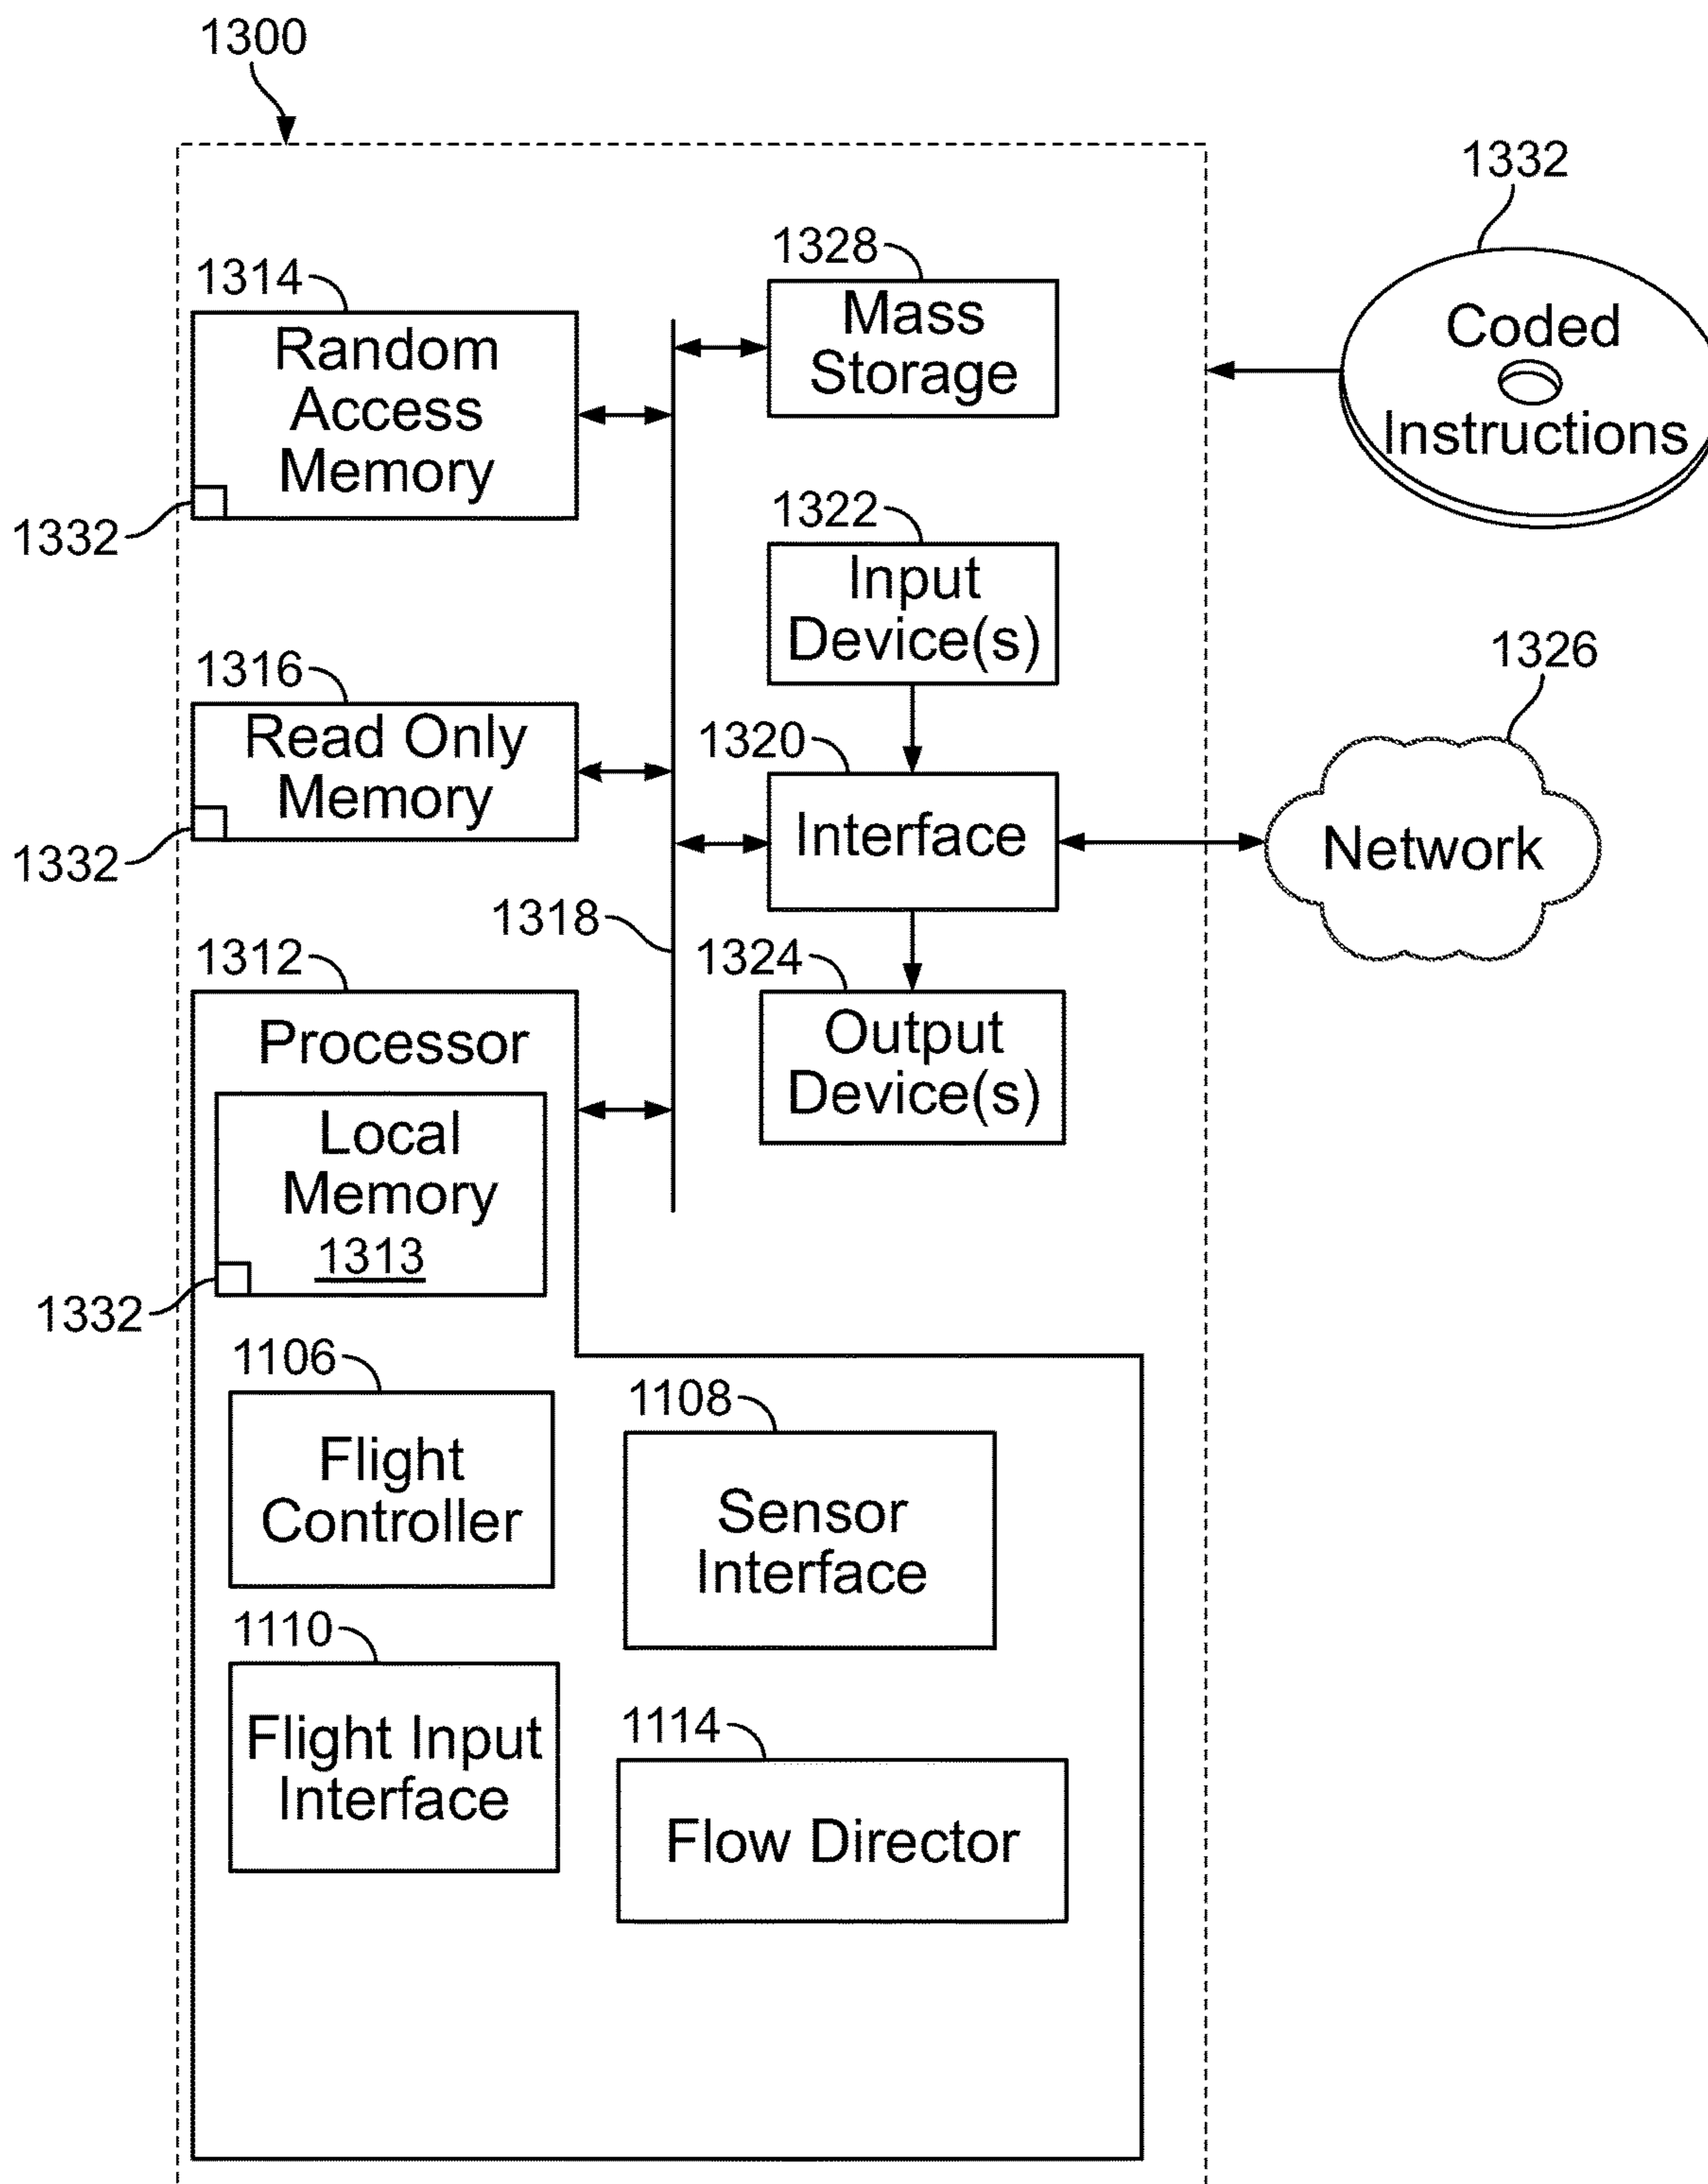 1300
1332
1328
1314
Mass
Storage
Random
Access
Memory
Coded
Instructions
1332
1322
Input
Device(s)
1326
1316
Read Only
Memory
1320
Interface
Network
1332
1318
1312
1324
Processor
Output
Device(s)
Local
Memory
1313
1332
1106
1108
Flight
Controller
Sensor
Interface
1110
1114
Flight Input
Interface
Flow Director